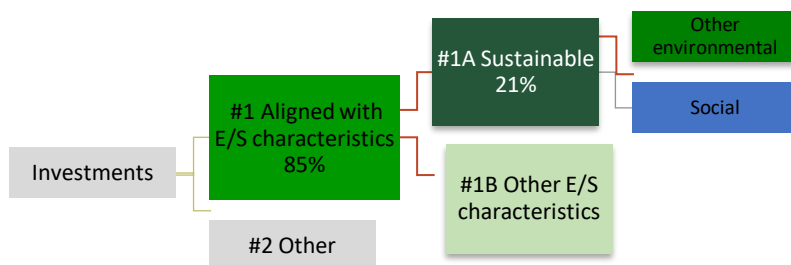 Investments
#1 Aligned with
E/S characteristics
85%
#2 Other
#1A Sustainable
21%
#1B Other E/S
characteristics
Other
environmental
Social